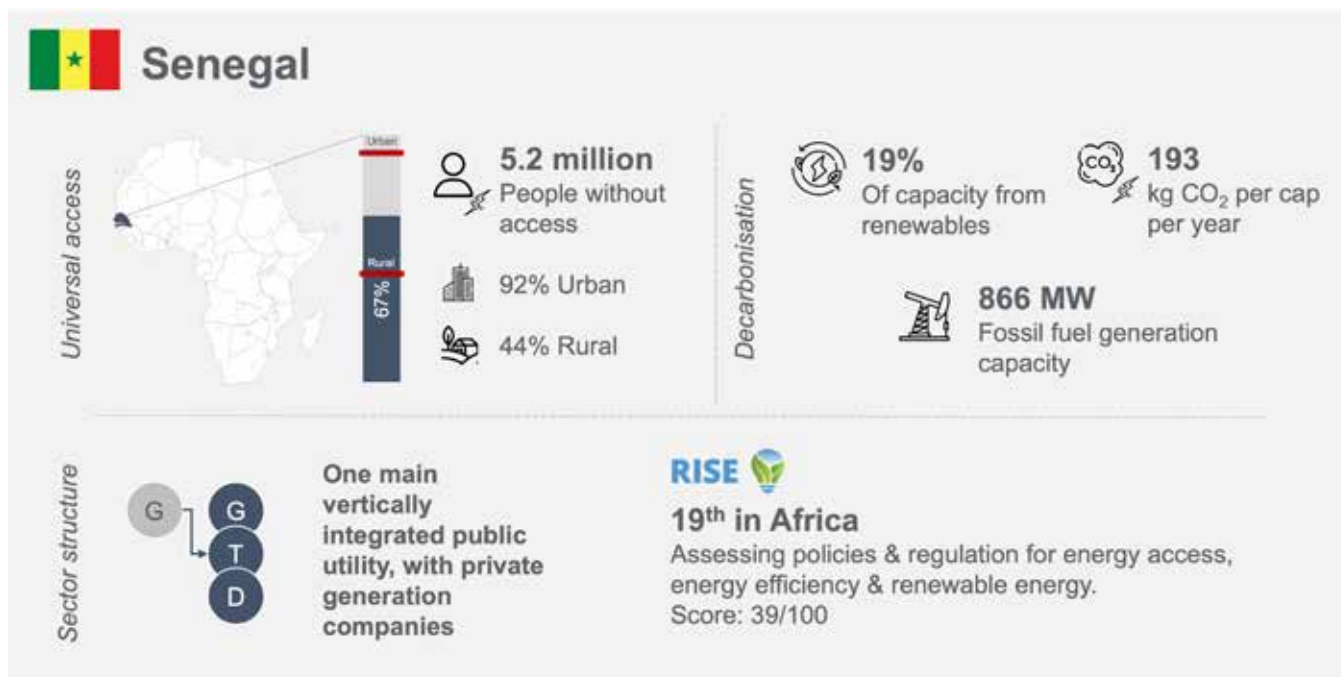 Senegal
Universal access
Urban
Rural
67%
5.2 million
People without
access
92% Urban
44% Rural
Decarbonisation
19%
Of capacity from
renewables
CO₂
193
kg CO₂ per cap
per year
866 MW
Fossil fuel generation
capacity
Sector structure
G
G
T
D
One main
vertically
integrated public
utility, with private
generation
companies
RISE
19th in Africa
Assessing policies & regulation for energy access,
energy efficiency & renewable energy.
Score: 39/100